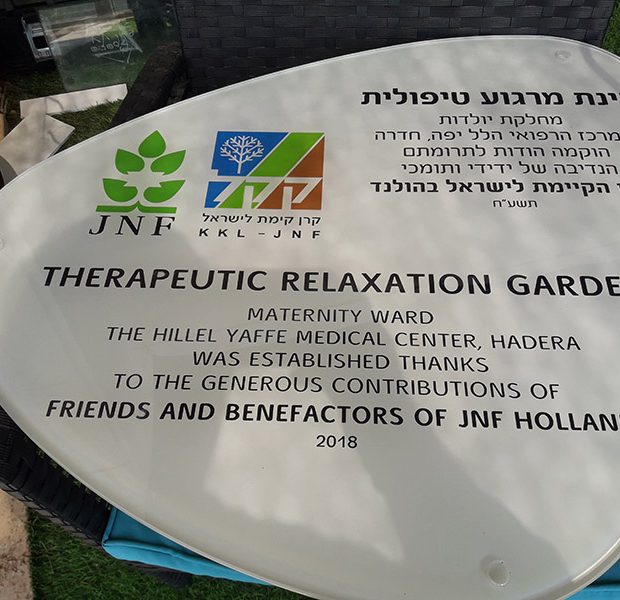 ינת מרגוע טיפולית
מחלקת יולדות
מרכז הרפואי הלל יפה, חדרה
הוקמה הודות לתרומתם
הנדיבה של ידידי ותומכי
הקיימת לישראל בהולנד
תשע"ח
JNF
קק"ל
קרן קימת לישראל
KKL - JNF
THERAPEUTIC RELAXATION GARDE
MATERNITY WARD
THE HILLEL YAFFE MEDICAL CENTER, HADERA
WAS ESTABLISHED THANKS
TO THE GENEROUS CONTRIBUTIONS OF
FRIENDS AND BENEFACTORS OF JNF HOLLAN
2018